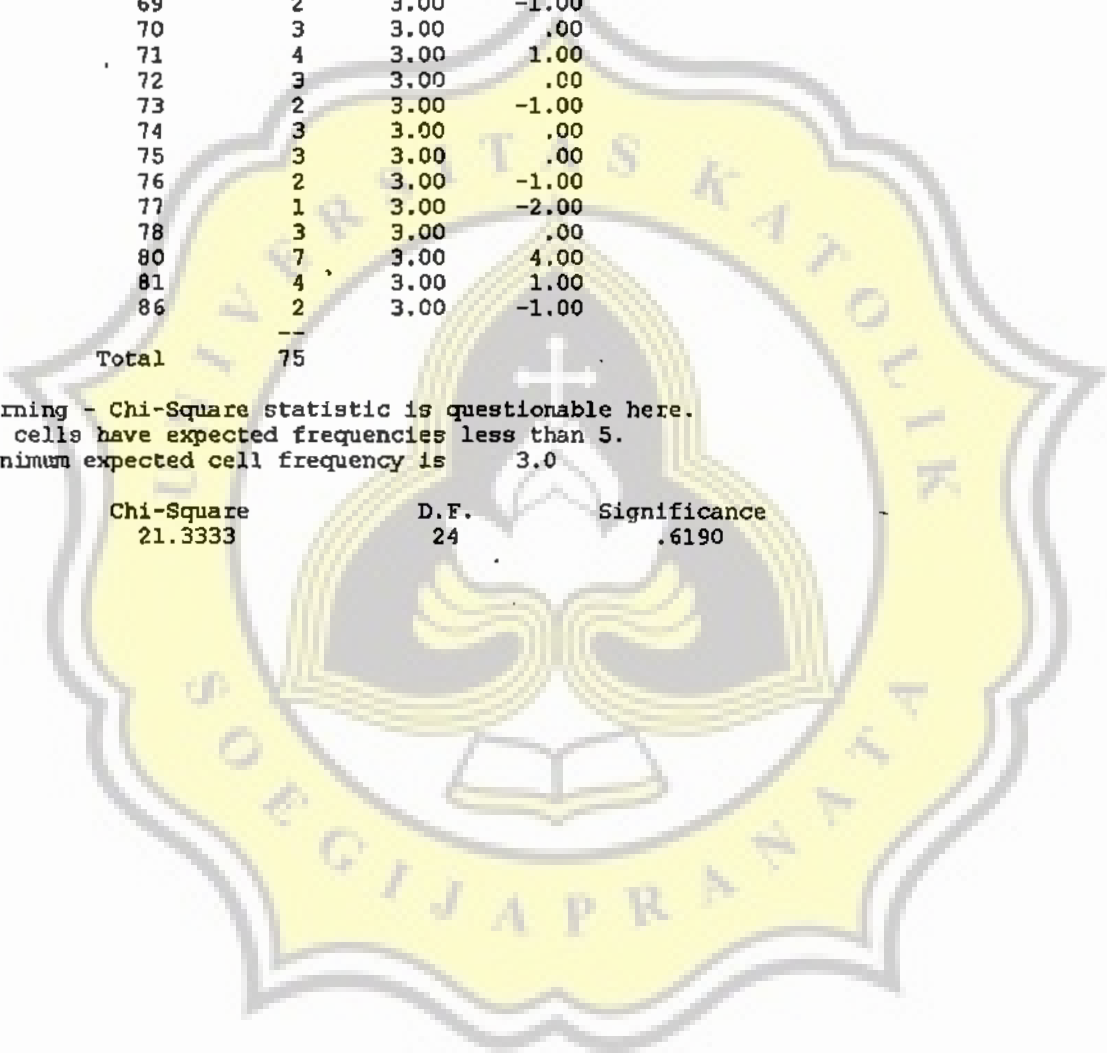 69 2 3.00 -1.00
70 3 3.00 .00
71 4 3.00 1.00
72 3 3.00 .00
73 2 3.00 -1.00
74 3 3.00 .00
75 3 3.00 .00
76 2 3.00 -1.00
77 1 3.00 -2.00
78 3 3.00 .00
80 7 3.00 4.00
81 4 3.00 1.00
86 2 3.00 -1.00
--
Total 75
rning - Chi-Square statistic is questionable here.
cells have expected frequencies less than 5.
nimum expected cell frequency is 3.0
Chi-Square D.F. Significance
21.3333 24 .6190
UNIVERSITAS KATOLIK
SOEGIJAPRANATA